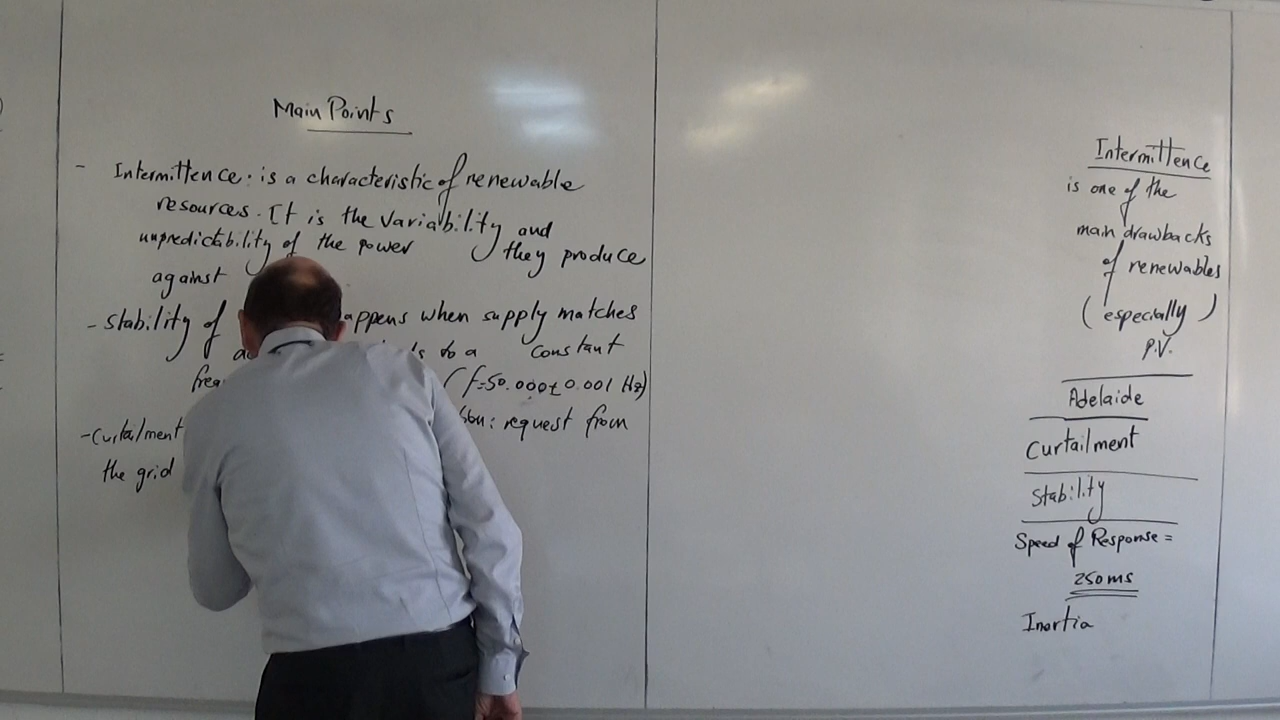 Main Points
- Intermittence: is a characteristic of renewable
resources. It is the variability and
unpredictability of the power they produce
against
- Stability of appens when supply matches
to a constant
(f=50.000± 0.001 Hz)
- Curtailment : request from
the grid
Intermittence
is one of the
main drawbacks
of renewables
(especially)
P.V.
Adelaide
Curtailment
Stability
Speed of Response =
250ms
Inertia